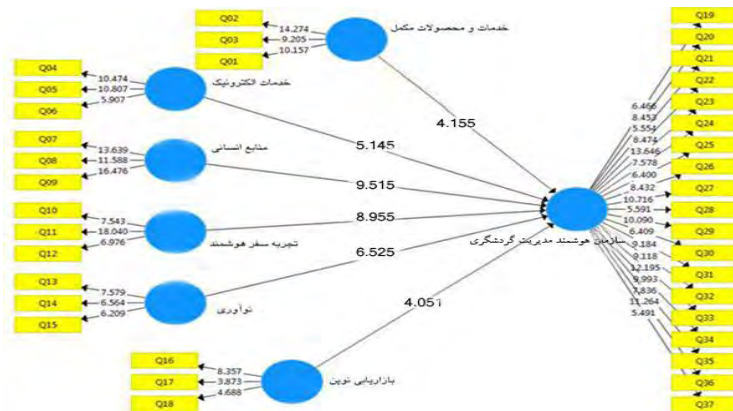 Q02
Q03
Q01
14.274
9.205
10.157
خدمات و محصولات مکمل
Q04
Q05
Q06
10.474
10.807
5.907
خدمات الکترونیک
Q07
Q08
Q09
13.639
11.588
16.476
منابع انسانی
Q10
Q11
Q12
7.543
18.040
6.976
تجربه سفر هوشمند
Q13
Q14
Q15
7.579
6.564
6.209
نوآوری
Q16
Q17
Q18
8.357
3.873
4.688
بازاریابی نوین
4.155
5.145
9.515
8.955
6.525
4.051
سازمان هوشمند مدیریت گردشگری
6.466
8.453
5.554
8.474
13.646
7.578
6.400
8.432
10.716
5.591
10.090
6.409
9.184
9.118
12.195
9.993
7.836
11.264
5.491
Q19
Q20
Q21
Q22
Q23
Q24
Q25
Q26
Q27
Q28
Q29
Q30
Q31
Q32
Q33
Q34
Q35
Q36
Q37